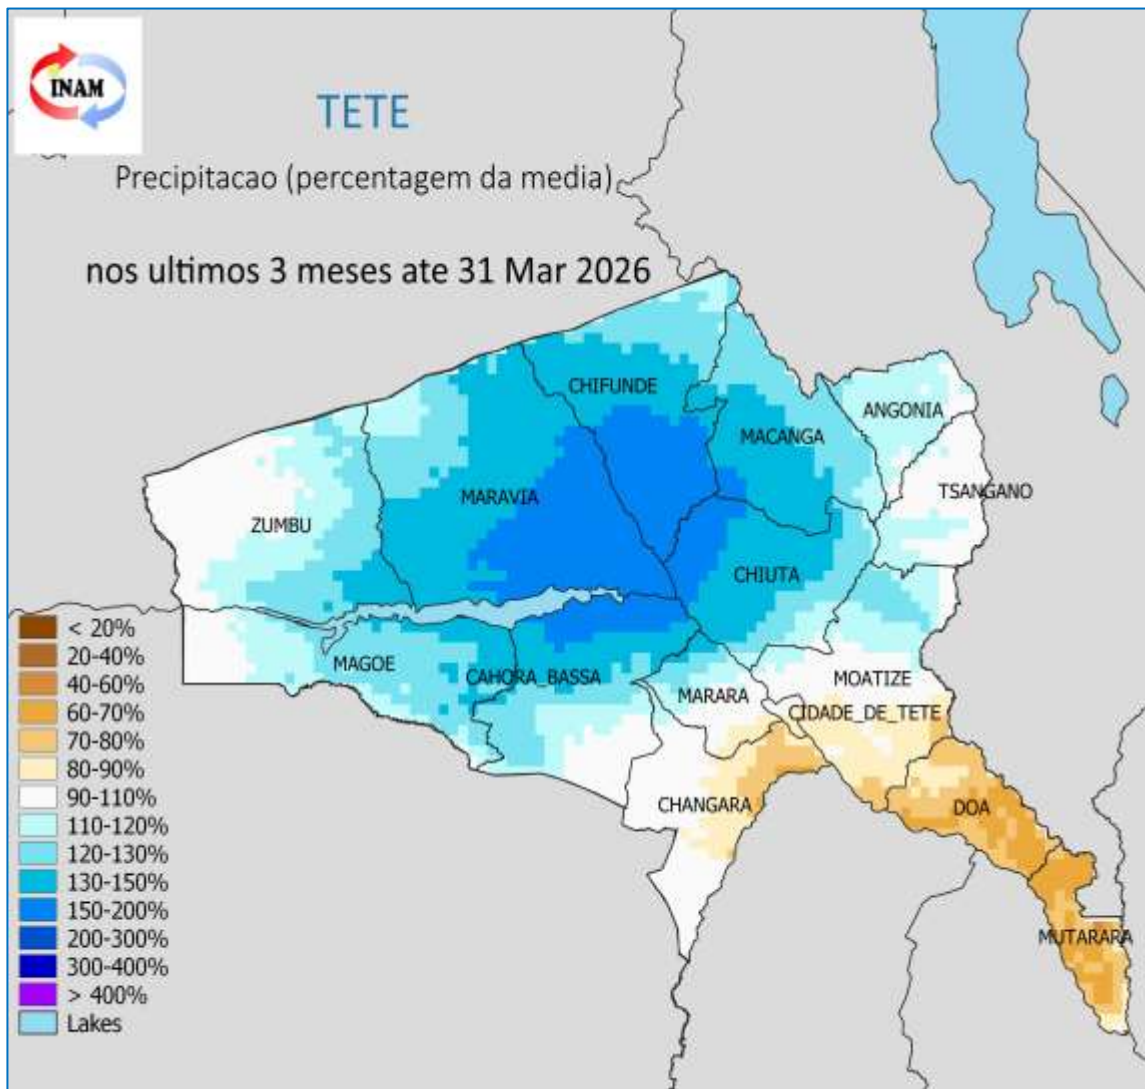 INAM
TETE
Precipitacao (percentagem da media)
nos ultimos 3 meses ate 31 Mar 2026
CHIFUNDE
ANGONIA
MACANGA
TSANGANO
MARAVIA
ZUMBU
CHIUTA
MAGOE
CAHORA_BASSA
MARARA
MOATIZE
CIDADE_DE_TETE
CHANGARA
DOA
MUTARARA
< 20%
20-40%
40-60%
60-70%
70-80%
80-90%
90-110%
110-120%
120-130%
130-150%
150-200%
200-300%
300-400%
> 400%
Lakes